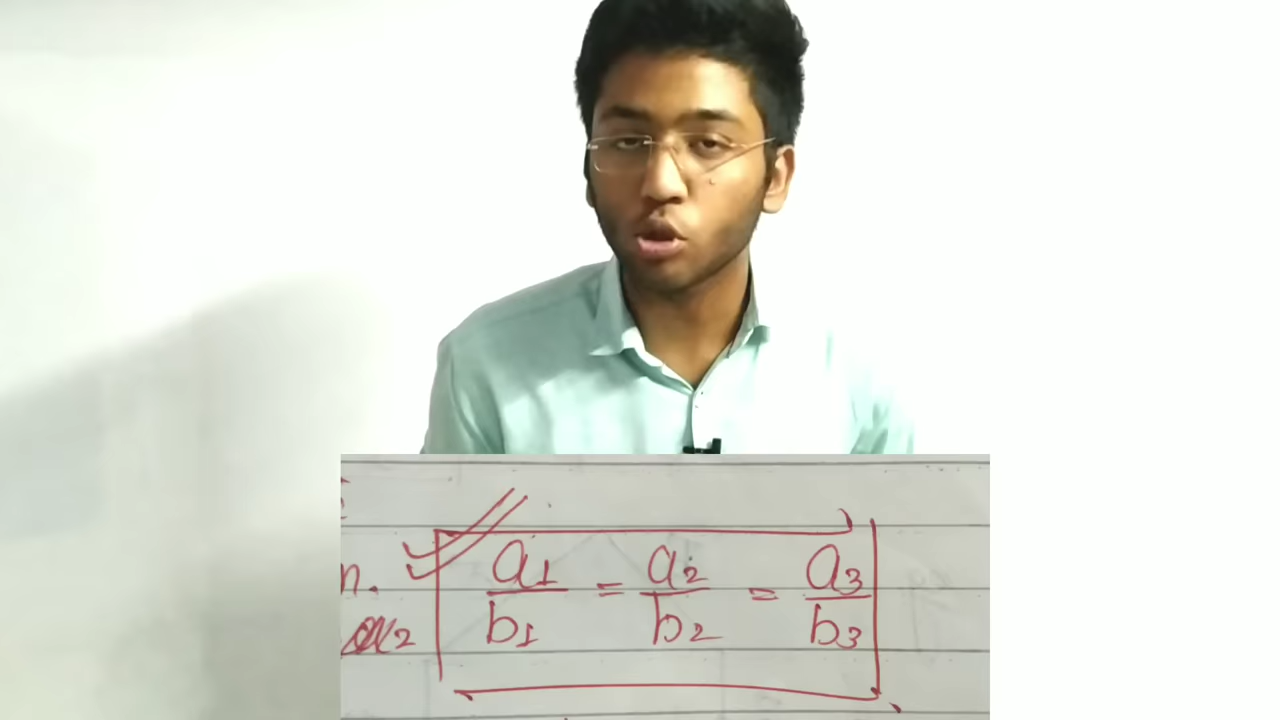 n.
a1 = a2 = a3
b1 b2 b3